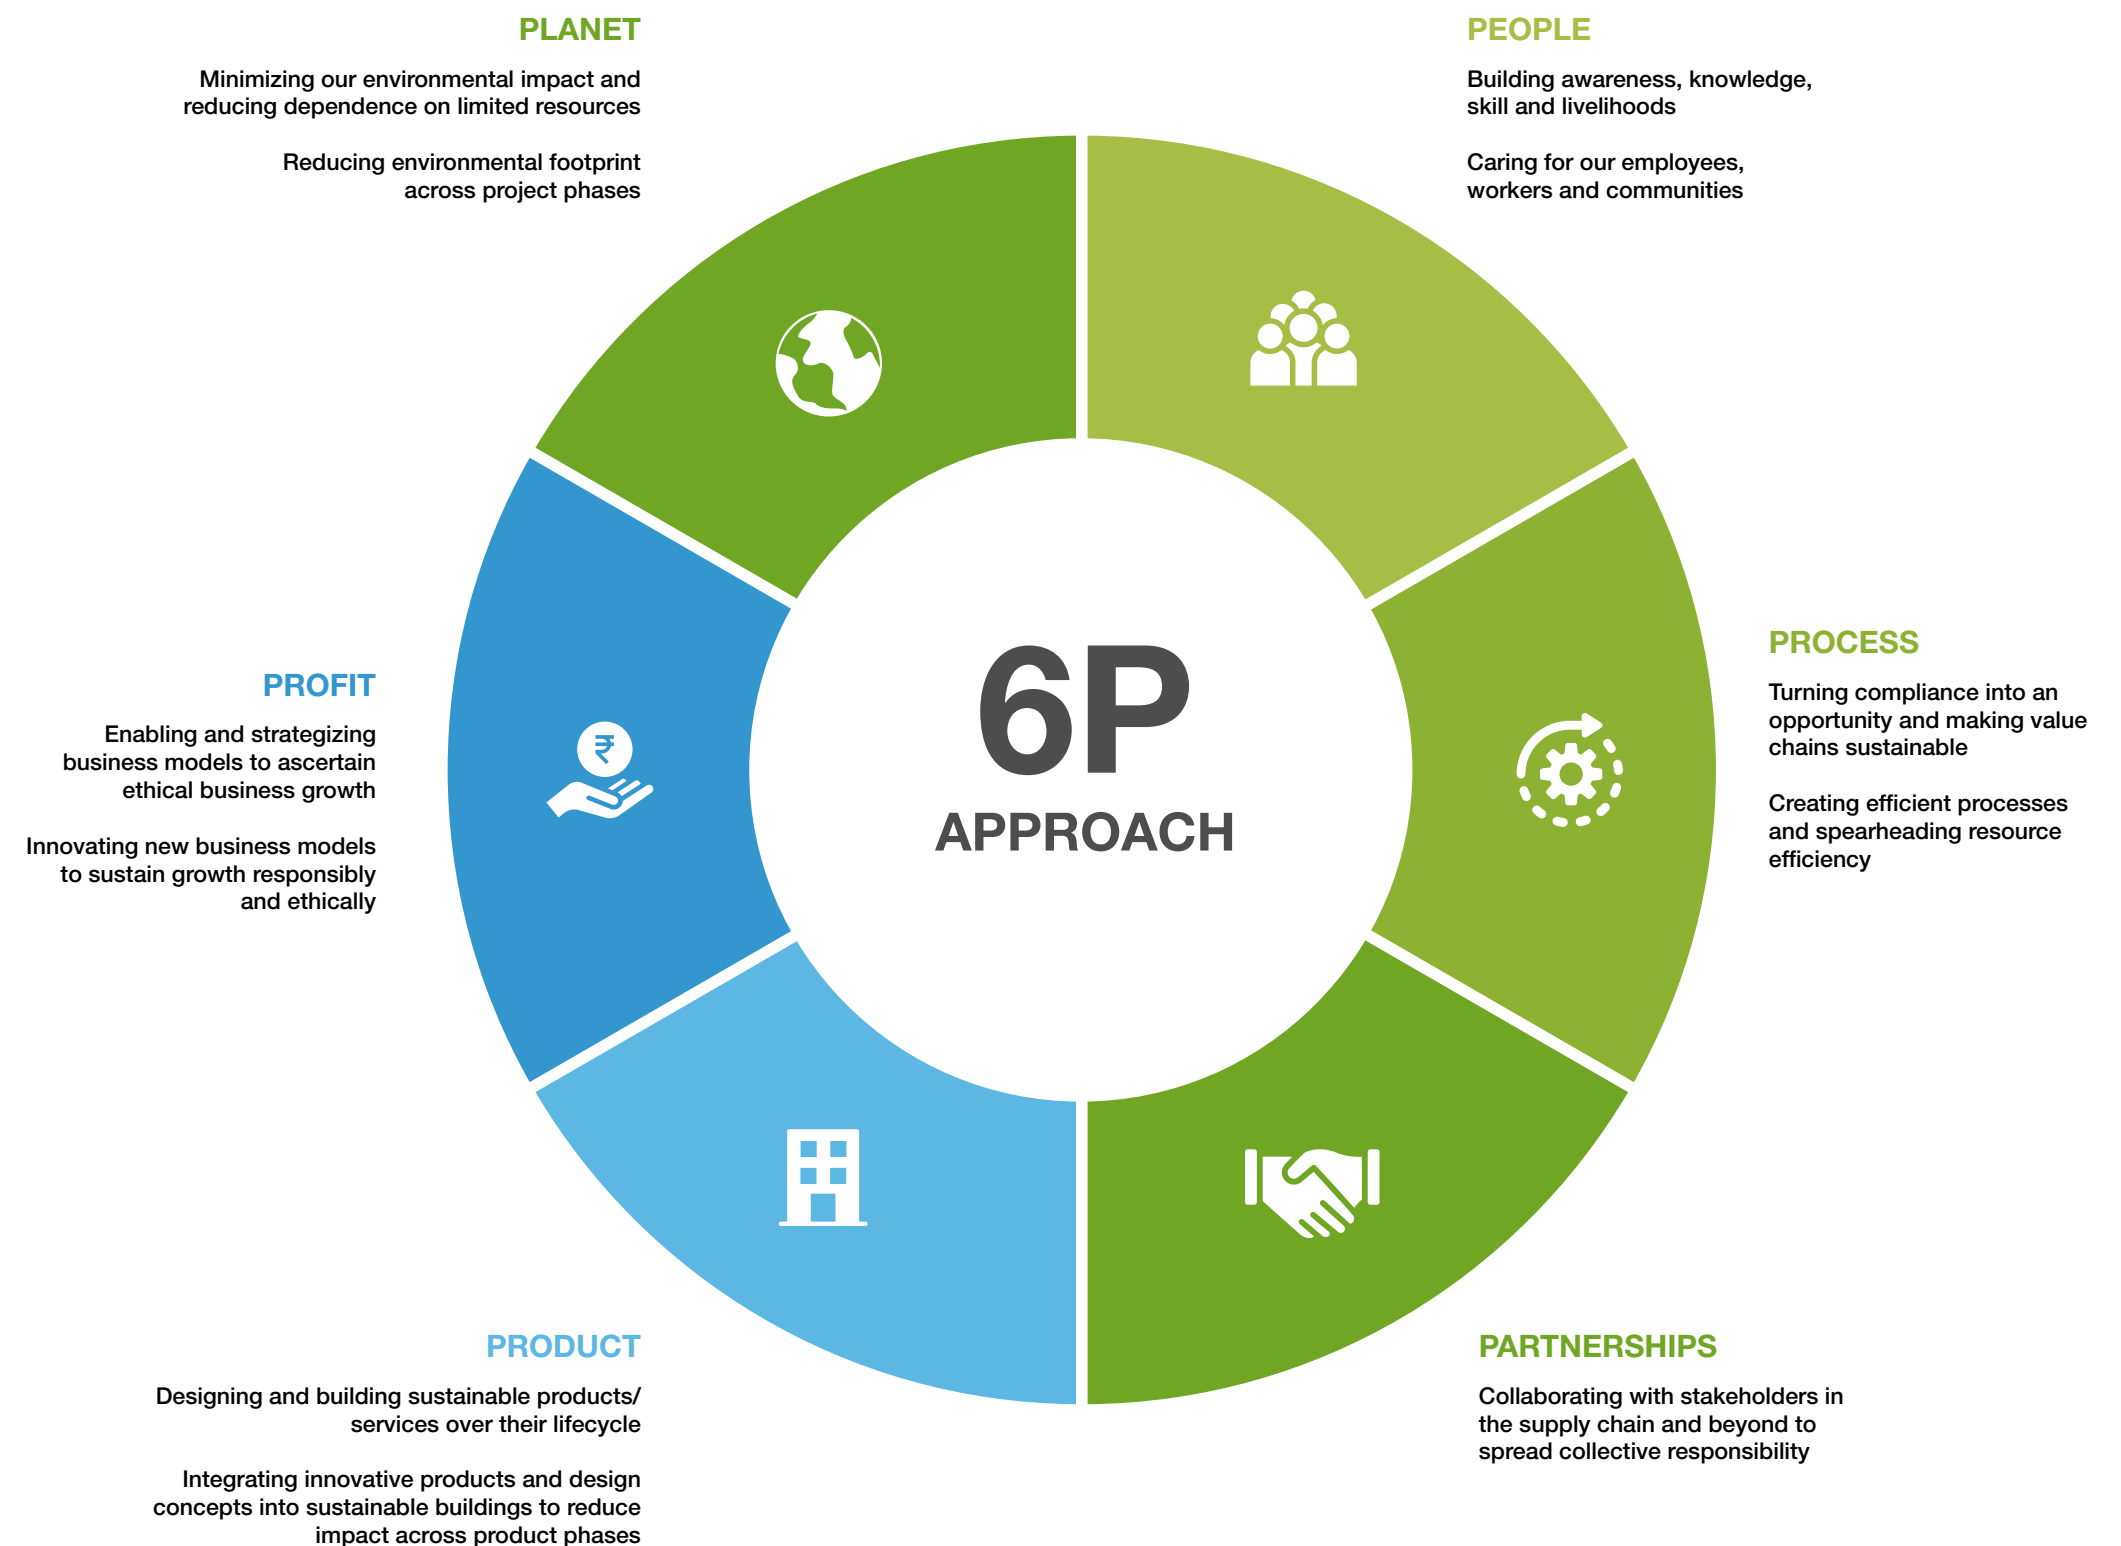 PLANET
Minimizing our environmental impact and
reducing dependence on limited resources
Reducing environmental footprint
across project phases
PEOPLE
Building awareness, knowledge,
skill and livelihoods
Caring for our employees,
workers and communities
PROCESS
Turning compliance into an
opportunity and making value
chains sustainable
Creating efficient processes
and spearheading resource
efficiency
PARTNERSHIPS
Collaborating with stakeholders in
the supply chain and beyond to
spread collective responsibility
PRODUCT
Designing and building sustainable products/
services over their lifecycle
Integrating innovative products and design
concepts into sustainable buildings to reduce
impact across product phases
PROFIT
Enabling and strategizing
business models to ascertain
ethical business growth
Innovating new business models
to sustain growth responsibly
and ethically
₹
6P
APPROACH